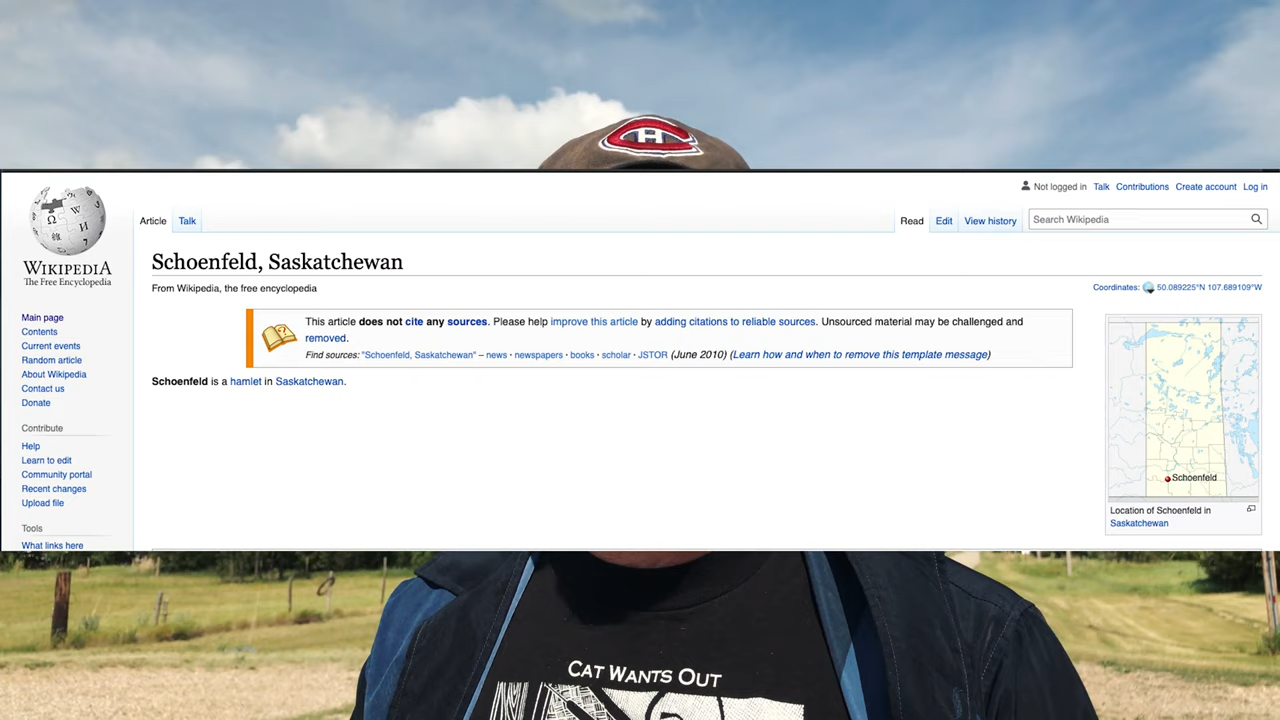 Not logged in Talk Contributions Create account Log in
Article Talk Read Edit View history Search Wikipedia
WIKIPEDIA
The Free Encyclopedia
Schoenfeld, Saskatchewan
From Wikipedia, the free encyclopedia
Coordinates: 50.089225°N 107.689109°W
This article does not cite any sources. Please help improve this article by adding citations to reliable sources. Unsourced material may be challenged and
removed.
Find sources: "Schoenfeld, Saskatchewan" – news · newspapers · books · scholar · JSTOR (June 2010) (Learn how and when to remove this template message)
Schoenfeld is a hamlet in Saskatchewan.
Main page
Contents
Current events
Random article
About Wikipedia
Contact us
Donate
Contribute
Help
Learn to edit
Community portal
Recent changes
Upload file
Tools
What links here
Schoenfeld
Location of Schoenfeld in
Saskatchewan
CAT WANTS OUT